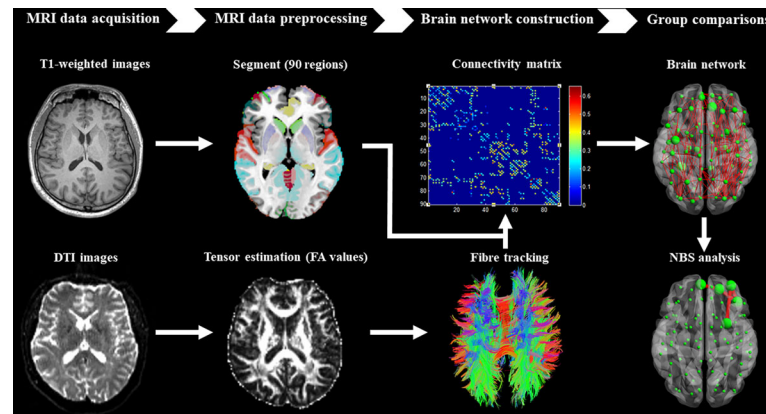 MRI data acquisition
MRI data preprocessing
Brain network construction
Group comparisons
T1-weighted images
Segment (90 regions)
Connectivity matrix
Brain network
10
20
30
40
50
60
70
80
90
20
40
60
80
0.6
0.5
0.4
0.3
0.2
0.1
0
DTI images
Tensor estimation (FA values)
Fibre tracking
NBS analysis